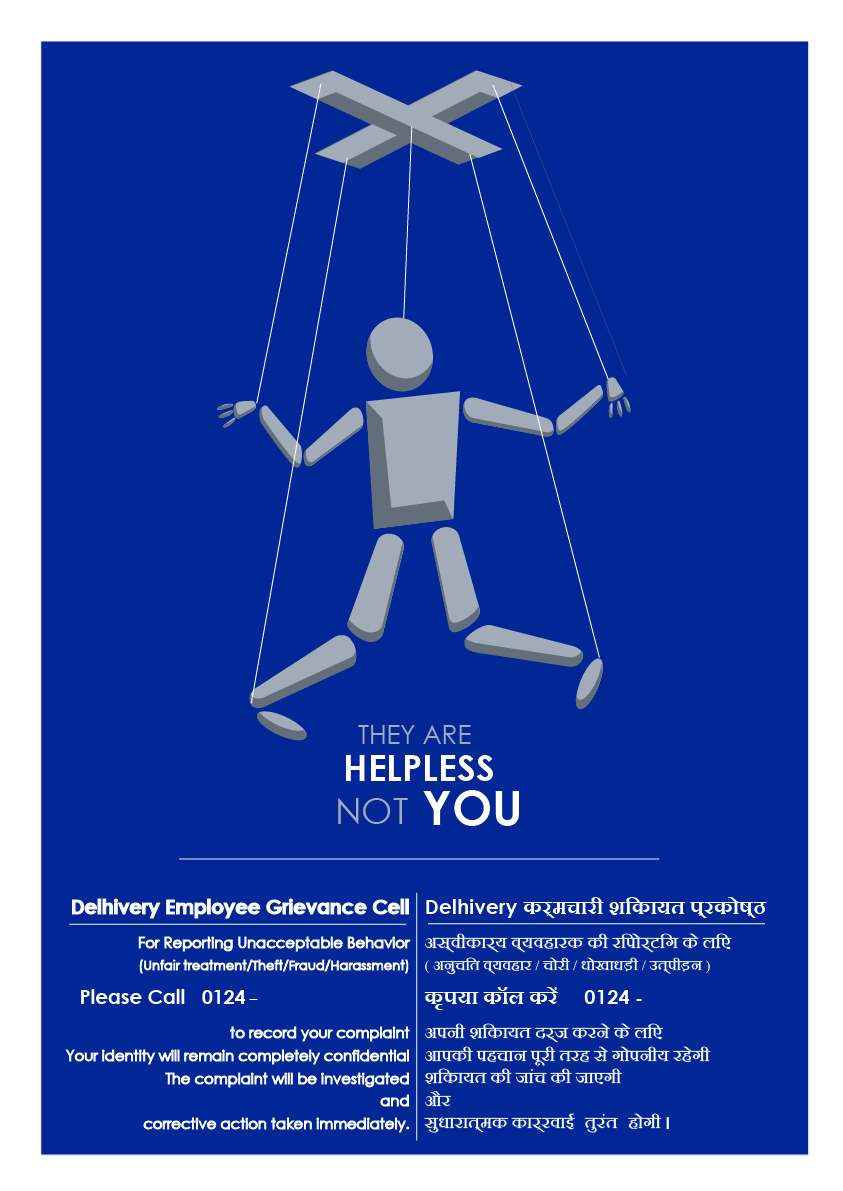 THEY ARE
HELPLESS
NOT YOU
Delhivery Employee Grievance Cell
For Reporting Unacceptable Behavior
(Unfair treatment/Theft/Fraud/Harassment)
Please Call 0124 –
to record your complaint
Your identity will remain completely confidential
The complaint will be investigated
and
corrective action taken immediately.
Delhivery कर्मचारी शिकायत प्रकोष्ठ
अस्वीकार्य व्यवहारक की रिपोर्टिग के लिए
( अनुचित व्यवहार / चोरी / धोखाधड़ी / उत्पीड़न )
कृपया कॉल करें 0124 -
अपनी शिकायत दर्ज करने के लिए
आपकी पहचान पूरी तरह से गोपनीय रहेगी
शिकायत की जांच की जाएगी
और
सुधारात्मक कार्रवाई तुरंत होगी।